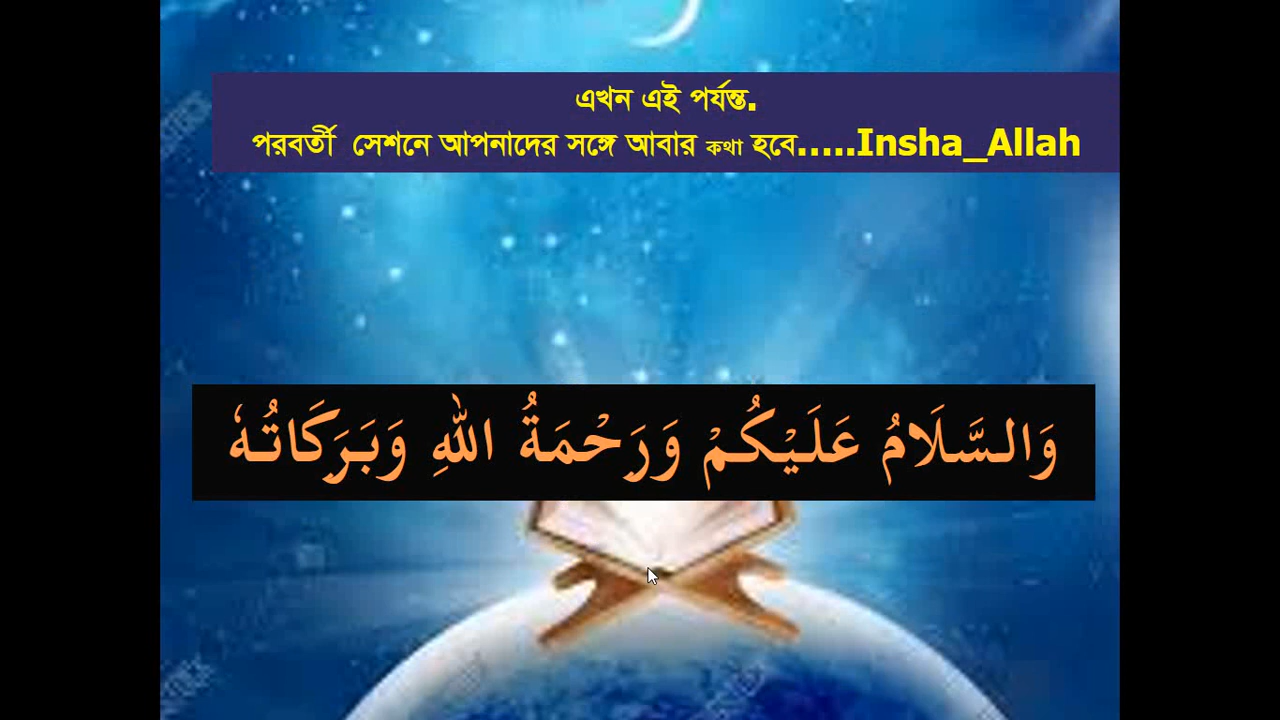 এখন এই পর্যন্ত.
পরবর্তী সেশনে আপনাদের সঙ্গে আবার কথা হবে.....Insha_Allah
وَالسَّلَامُ عَلَيْكُمْ وَرَحْمَةُ اللهِ وَبَرَكَاتُهٗ